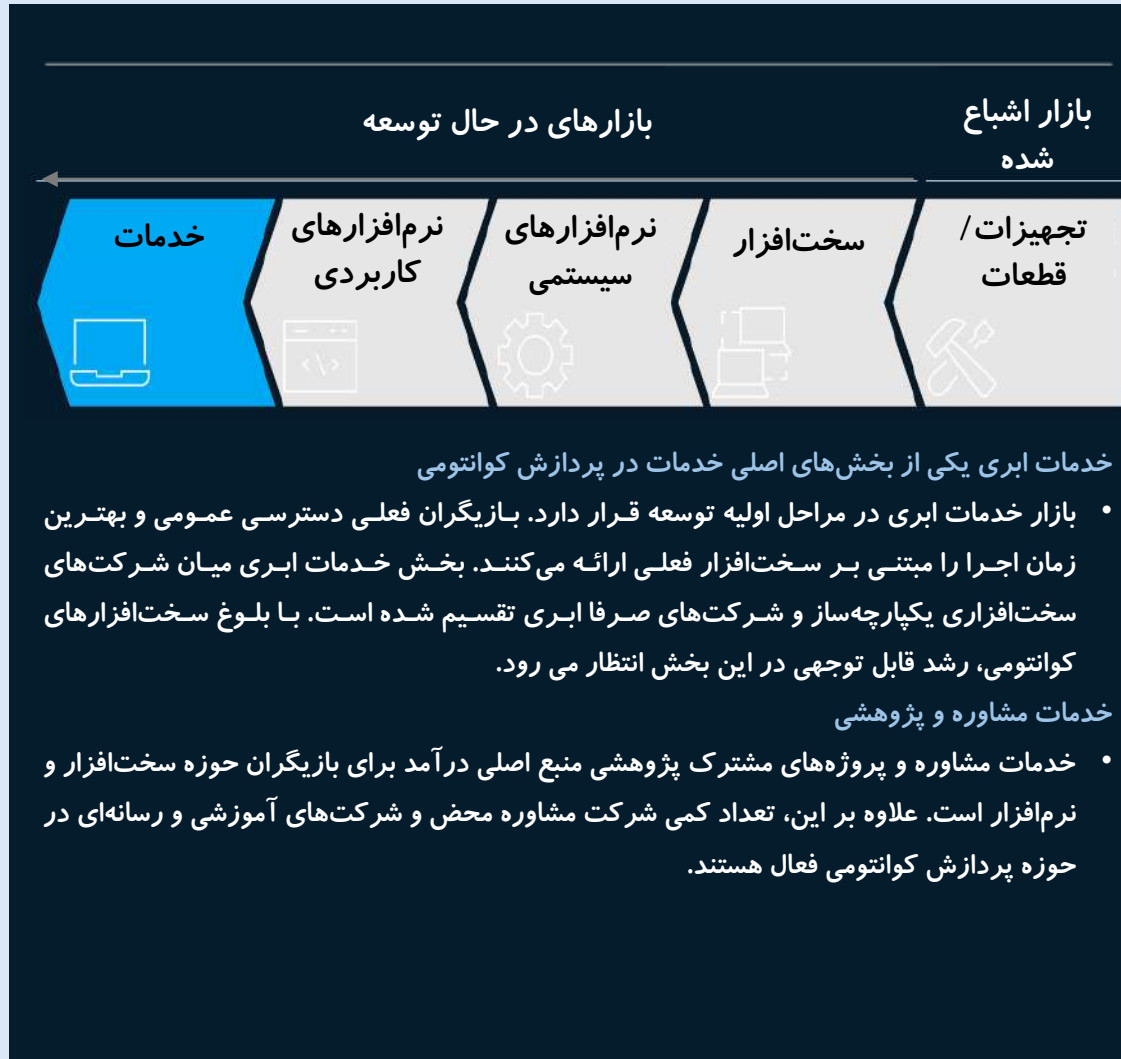 بازار اشباع
شده
بازارهای در حال توسعه
تجهیزات/
قطعات
سخت‌افزار
نرم‌افزارهای
سیستمی
نرم‌افزارهای
کاربردی
خدمات
خدمات ابری یکی از بخش‌های اصلی خدمات در پردازش کوانتومی
• بازار خدمات ابری در مراحل اولیه توسعه قرار دارد. بازیگران فعلی دسترسی عمومی و بهترین
زمان اجرا را مبتنی بر سخت‌افزار فعلی ارائه می‌کنند. بخش خدمات ابری میان شرکت‌های
سخت‌افزاری یکپارچه‌ساز و شرکت‌های صرفا ابری تقسیم شده است. با بلوغ سخت‌افزارهای
کوانتومی، رشد قابل توجهی در این بخش انتظار می رود.
خدمات مشاوره و پژوهشی
• خدمات مشاوره و پروژه‌های مشترک پژوهشی منبع اصلی درآمد برای بازیگران حوزه سخت‌افزار و
نرم‌افزار است. علاوه بر این، تعداد کمی شرکت مشاوره محض و شرکت‌های آموزشی و رسانه‌ای در
حوزه پردازش کوانتومی فعال هستند.